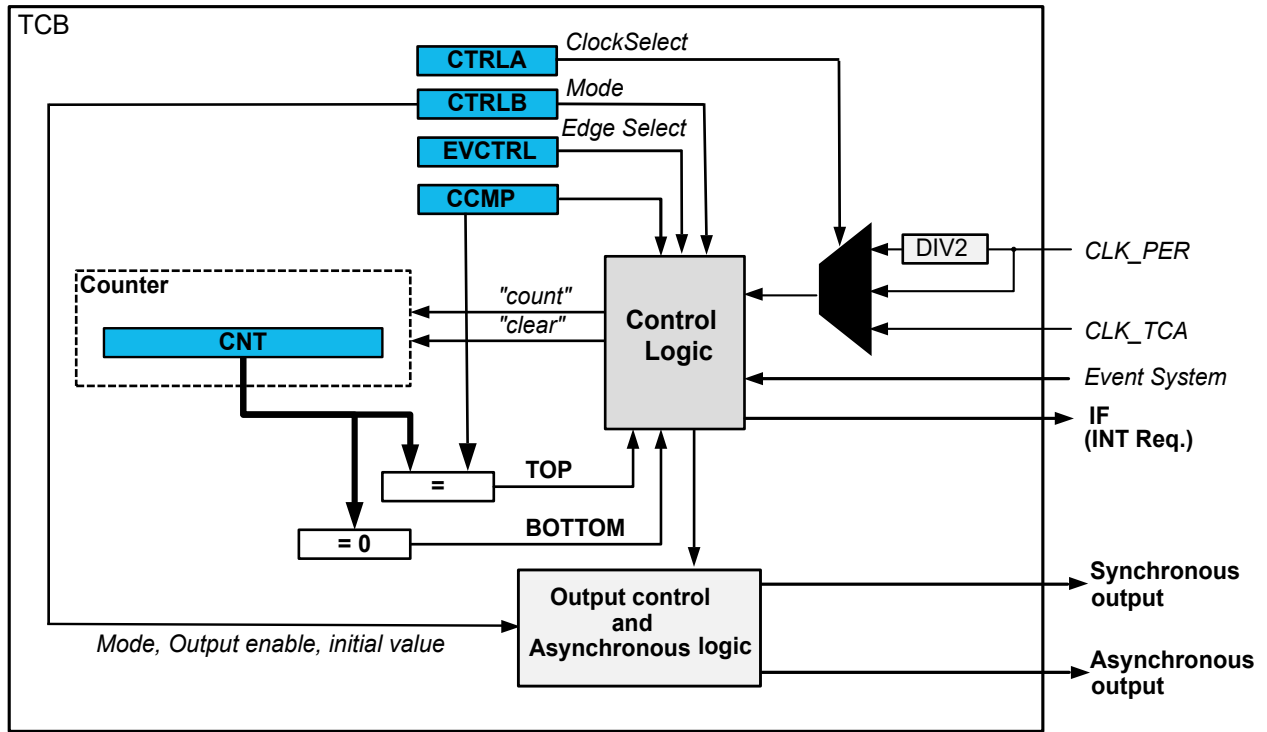 TCB
ClockSelect
CTRLA
Mode
CTRLB
Edge Select
EVCTRL
CCMP
DIV2
CLK_PER
Counter
"count"
"clear"
CNT
Control
Logic
CLK_TCA
Event System
IF
(INT Req.)
=
TOP
= 0
BOTTOM
Output control
and
Asynchronous logic
Synchronous
output
Mode, Output enable, initial value
Asynchronous
output